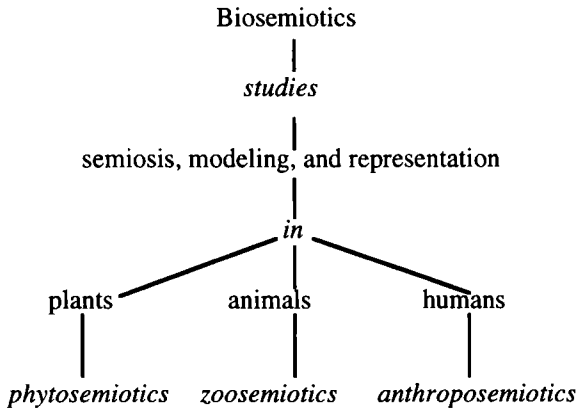 Biosemiotics
studies
semiosis, modeling, and representation
in
plants animals humans
phytosemiotics zoosemiotics anthroposemiotics